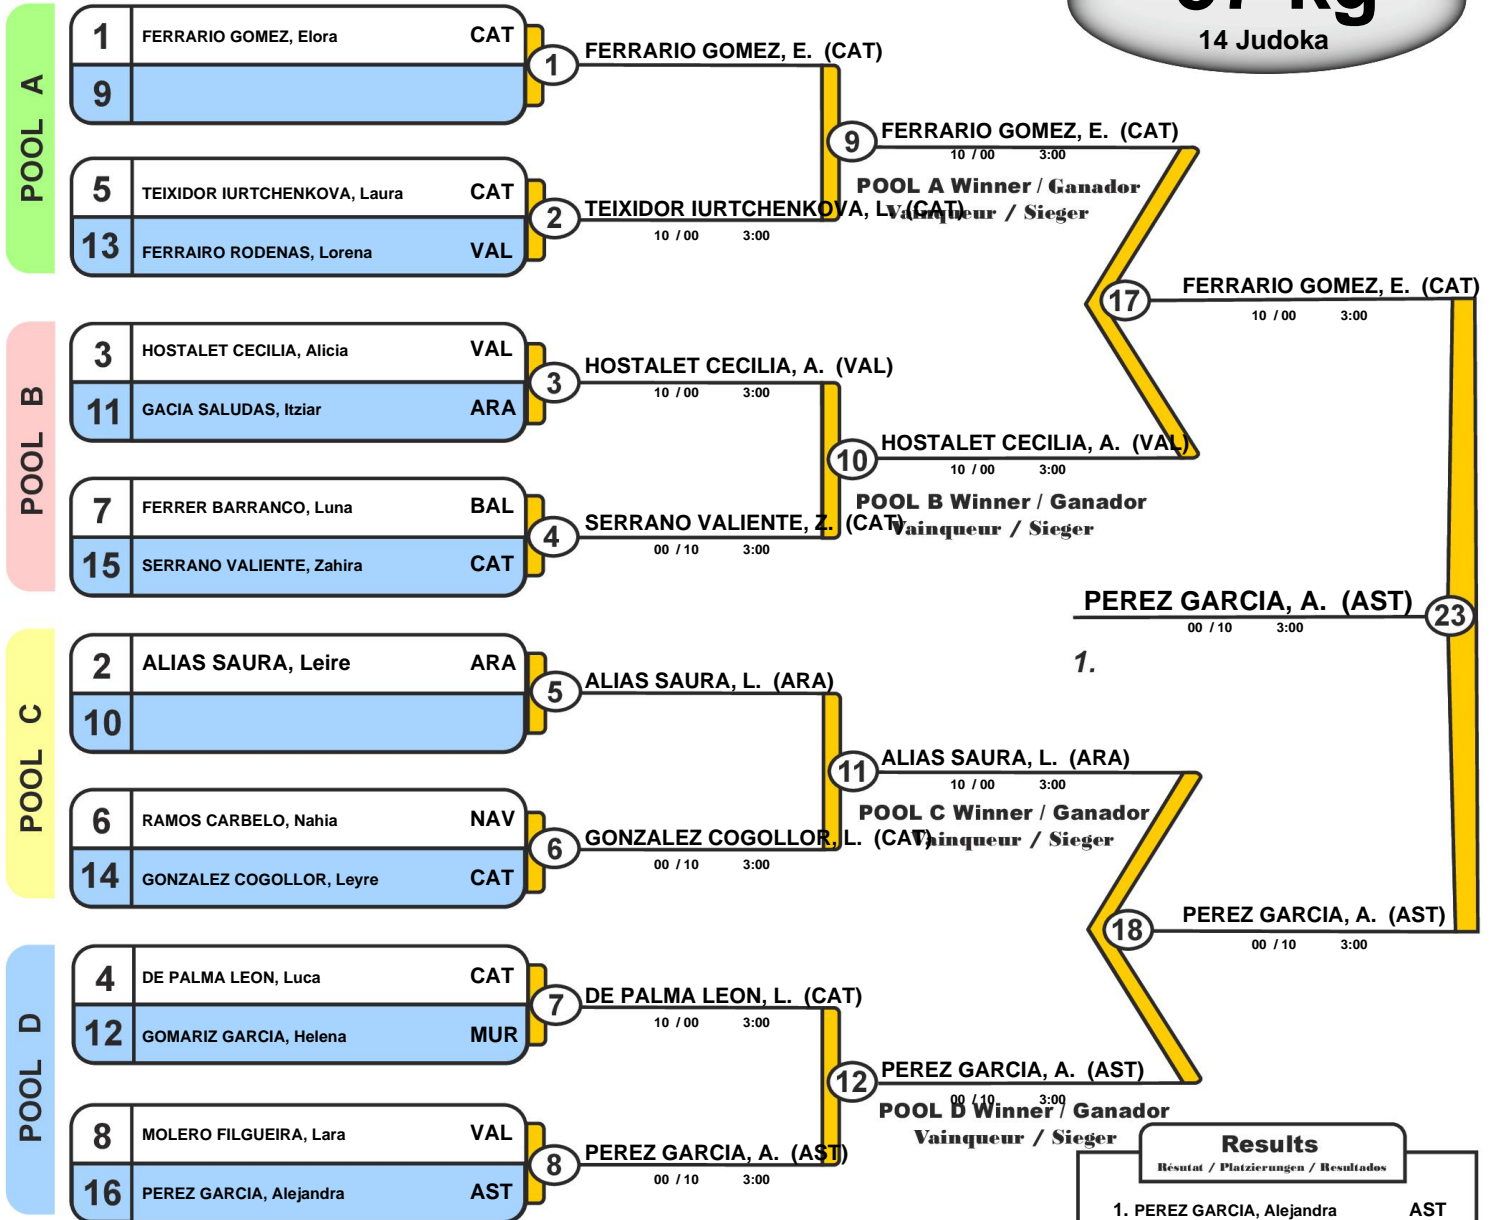 14 Judoka
POOL A
1 FERRARIO GOMEZ, Elora CAT
9
1 FERRARIO GOMEZ, E. (CAT)
5 TEIXIDOR IURTCHENKOVA, Laura CAT
13 FERRAIRO RODENAS, Lorena VAL
2 TEIXIDOR IURTCHENKOVA, L. (CAT)
10 / 00 3:00
9 FERRARIO GOMEZ, E. (CAT)
10 / 00 3:00
POOL A Winner / Ganador
Vainqueur / Sieger
POOL B
3 HOSTALET CECILIA, Alicia VAL
11 GACIA SALUDAS, Itziar ARA
3 HOSTALET CECILIA, A. (VAL)
10 / 00 3:00
7 FERRER BARRANCO, Luna BAL
15 SERRANO VALIENTE, Zahira CAT
4 SERRANO VALIENTE, Z. (CAT)
00 / 10 3:00
10 HOSTALET CECILIA, A. (VAL)
10 / 00 3:00
POOL B Winner / Ganador
Vainqueur / Sieger
17 FERRARIO GOMEZ, E. (CAT)
10 / 00 3:00
PEREZ GARCIA, A. (AST) 23
00 / 10 3:00
1.
POOL C
2 ALIAS SAURA, Leire ARA
10
5 ALIAS SAURA, L. (ARA)
6 RAMOS CARBELO, Nahia NAV
14 GONZALEZ COGOLLOR, Leyre CAT
6 GONZALEZ COGOLLOR, L. (CAT)
00 / 10 3:00
11 ALIAS SAURA, L. (ARA)
10 / 00 3:00
POOL C Winner / Ganador
Vainqueur / Sieger
POOL D
4 DE PALMA LEON, Luca CAT
12 GOMARIZ GARCIA, Helena MUR
7 DE PALMA LEON, L. (CAT)
10 / 00 3:00
8 MOLERO FILGUEIRA, Lara VAL
16 PEREZ GARCIA, Alejandra AST
8 PEREZ GARCIA, A. (AST)
00 / 10 3:00
12 PEREZ GARCIA, A. (AST)
00 / 10 3:00
POOL D Winner / Ganador
Vainqueur / Sieger
18 PEREZ GARCIA, A. (AST)
00 / 10 3:00
Results
Résutat / Platzierungen / Resultados
1. PEREZ GARCIA, Alejandra AST